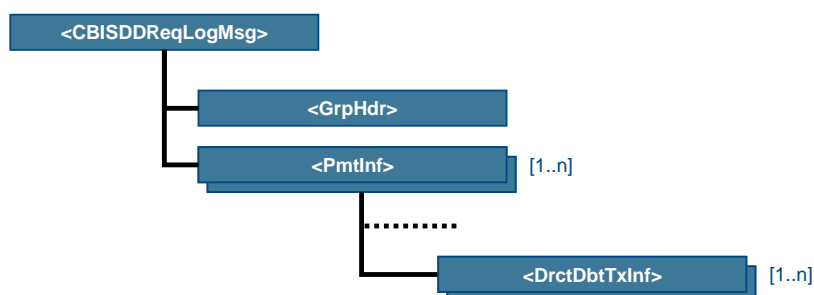 <CBISDDReqLogMsg>
<GrpHdr>
<PmtInf> [1..n]
<DrctDbtTxInf> [1..n]